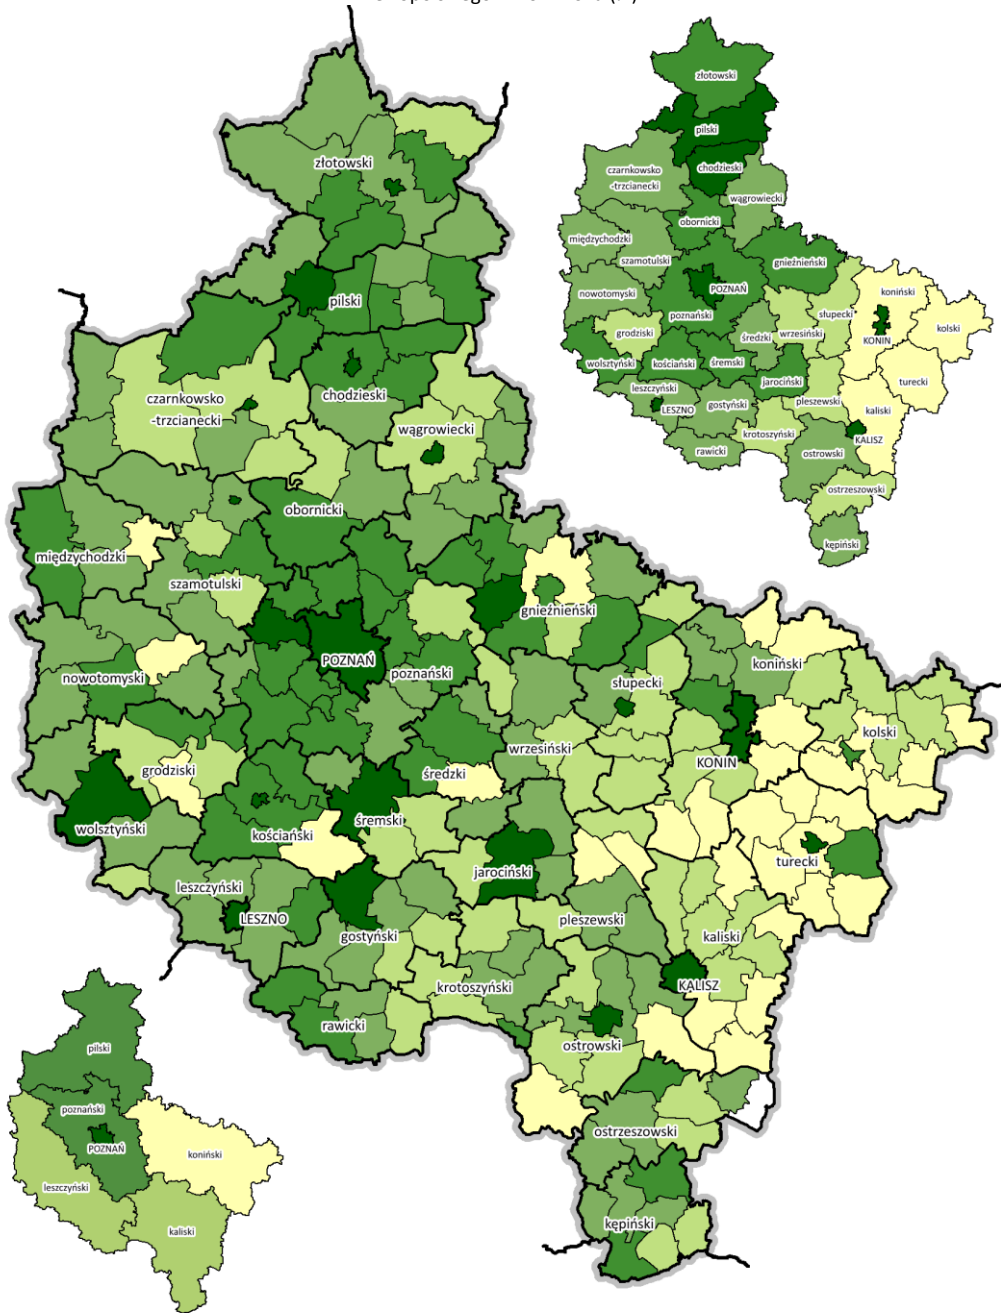 złotowski
pilski
chodzieski
czarnkowsko
-trzcianecki
wągrowiecki
obornicki
międzychodzki
szamotulski
gnieźnieński
nowotomyski
POZNAŃ
poznański
koniński
słupecki
kolski
wrzesiński
KONIN
grodziski
średzki
wolsztyński
kościański
śremski
turecki
jarociński
leszczyński
LESZNO
gostyński
pleszewski
kaliski
krotoszyński
KALISZ
rawicki
ostrowski
ostrzeszowski
kępiński
złotowski
pilski
czarnkowsko
-trzcianecki
chodzieski
wągrowiecki
obornicki
międzychodzki
szamotulski
gnieźnieński
nowotomyski
POZNAŃ
poznański
koniński
słupecki
kolski
wrzesiński
KONIN
grodziski
średzki
wolsztyński
kościański
śremski
turecki
jarociński
leszczyński
LESZNO
gostyński
pleszewski
kaliski
krotoszyński
KALISZ
rawicki
ostrowski
ostrzeszowski
kępiński
pilski
poznański
POZNAŃ
koniński
leszczyński
kaliski